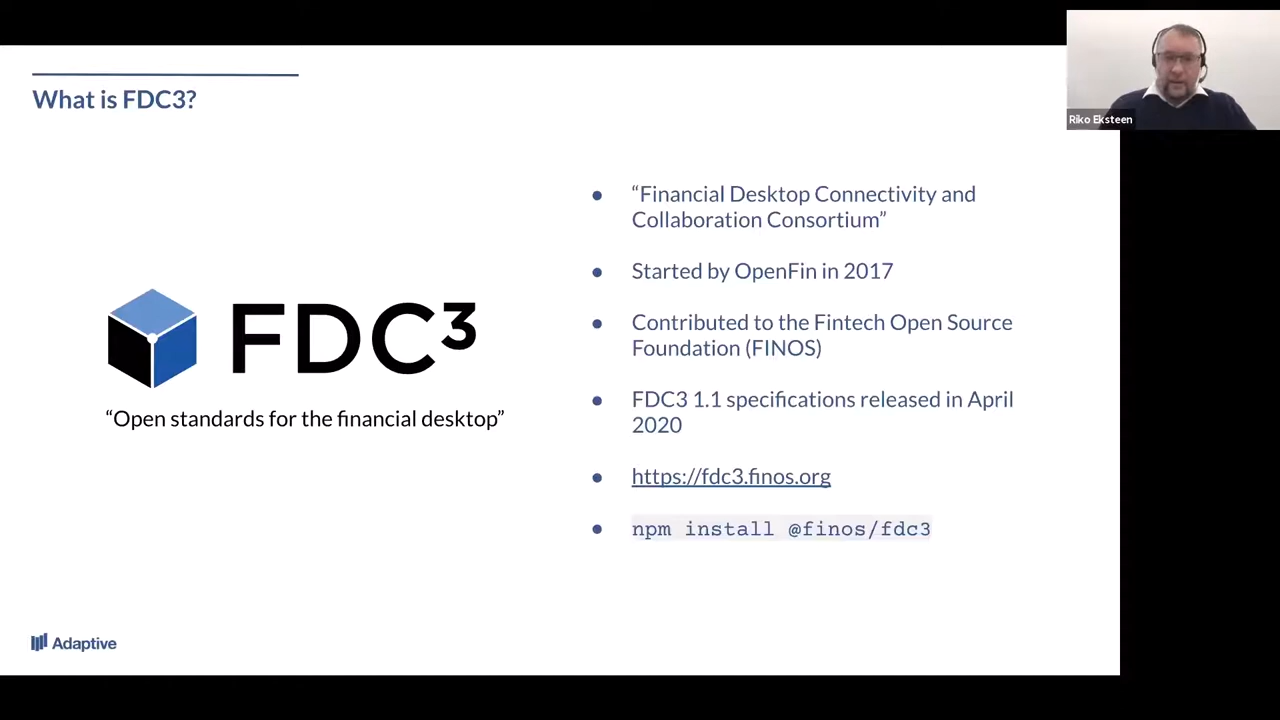 What is FDC3?
Riko Eksteen
FDC³
“Open standards for the financial desktop”
● “Financial Desktop Connectivity and
Collaboration Consortium”
● Started by OpenFin in 2017
● Contributed to the Fintech Open Source
Foundation (FINOS)
● FDC3 1.1 specifications released in April
2020
● https://fdc3.finos.org
● npm install @finos/fdc3
Adaptive